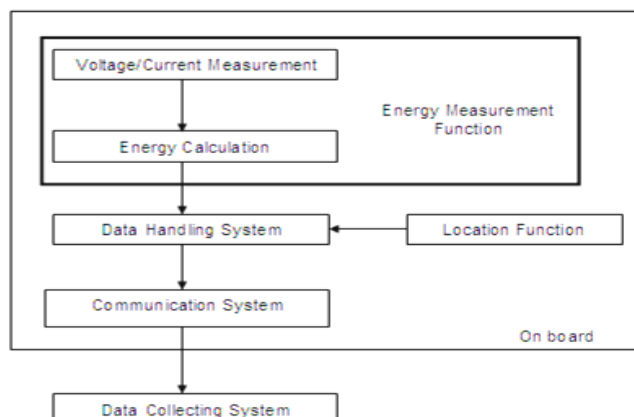 Voltage/Current Measurement
Energy Measurement
Function
Energy Calculation
Data Handling System
Location Function
Communication System
On board
Data Collecting System